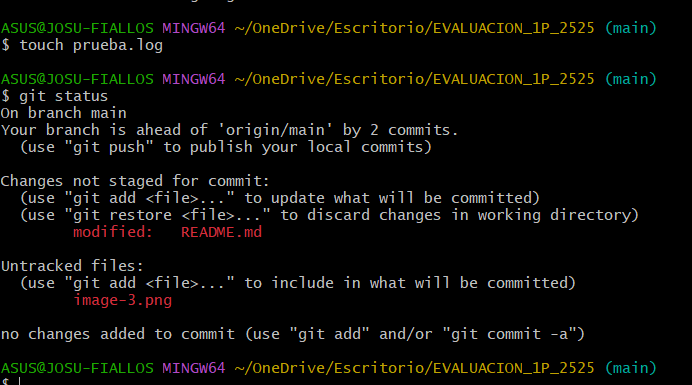 ASUS@JOSU-FIALLOS MINGW64 ~/OneDrive/Escritorio/EVALUACION_1P_2525 (main)
$ touch prueba.log
ASUS@JOSU-FIALLOS MINGW64 ~/OneDrive/Escritorio/EVALUACION_1P_2525 (main)
$ git status
On branch main
Your branch is ahead of 'origin/main' by 2 commits.
  (use "git push" to publish your local commits)
Changes not staged for commit:
  (use "git add <file>..." to update what will be committed)
  (use "git restore <file>..." to discard changes in working directory)
        modified:   README.md
Untracked files:
  (use "git add <file>..." to include in what will be committed)
        image-3.png
no changes added to commit (use "git add" and/or "git commit -a")
ASUS@JOSU-FIALLOS MINGW64 ~/OneDrive/Escritorio/EVALUACION_1P_2525 (main)
$